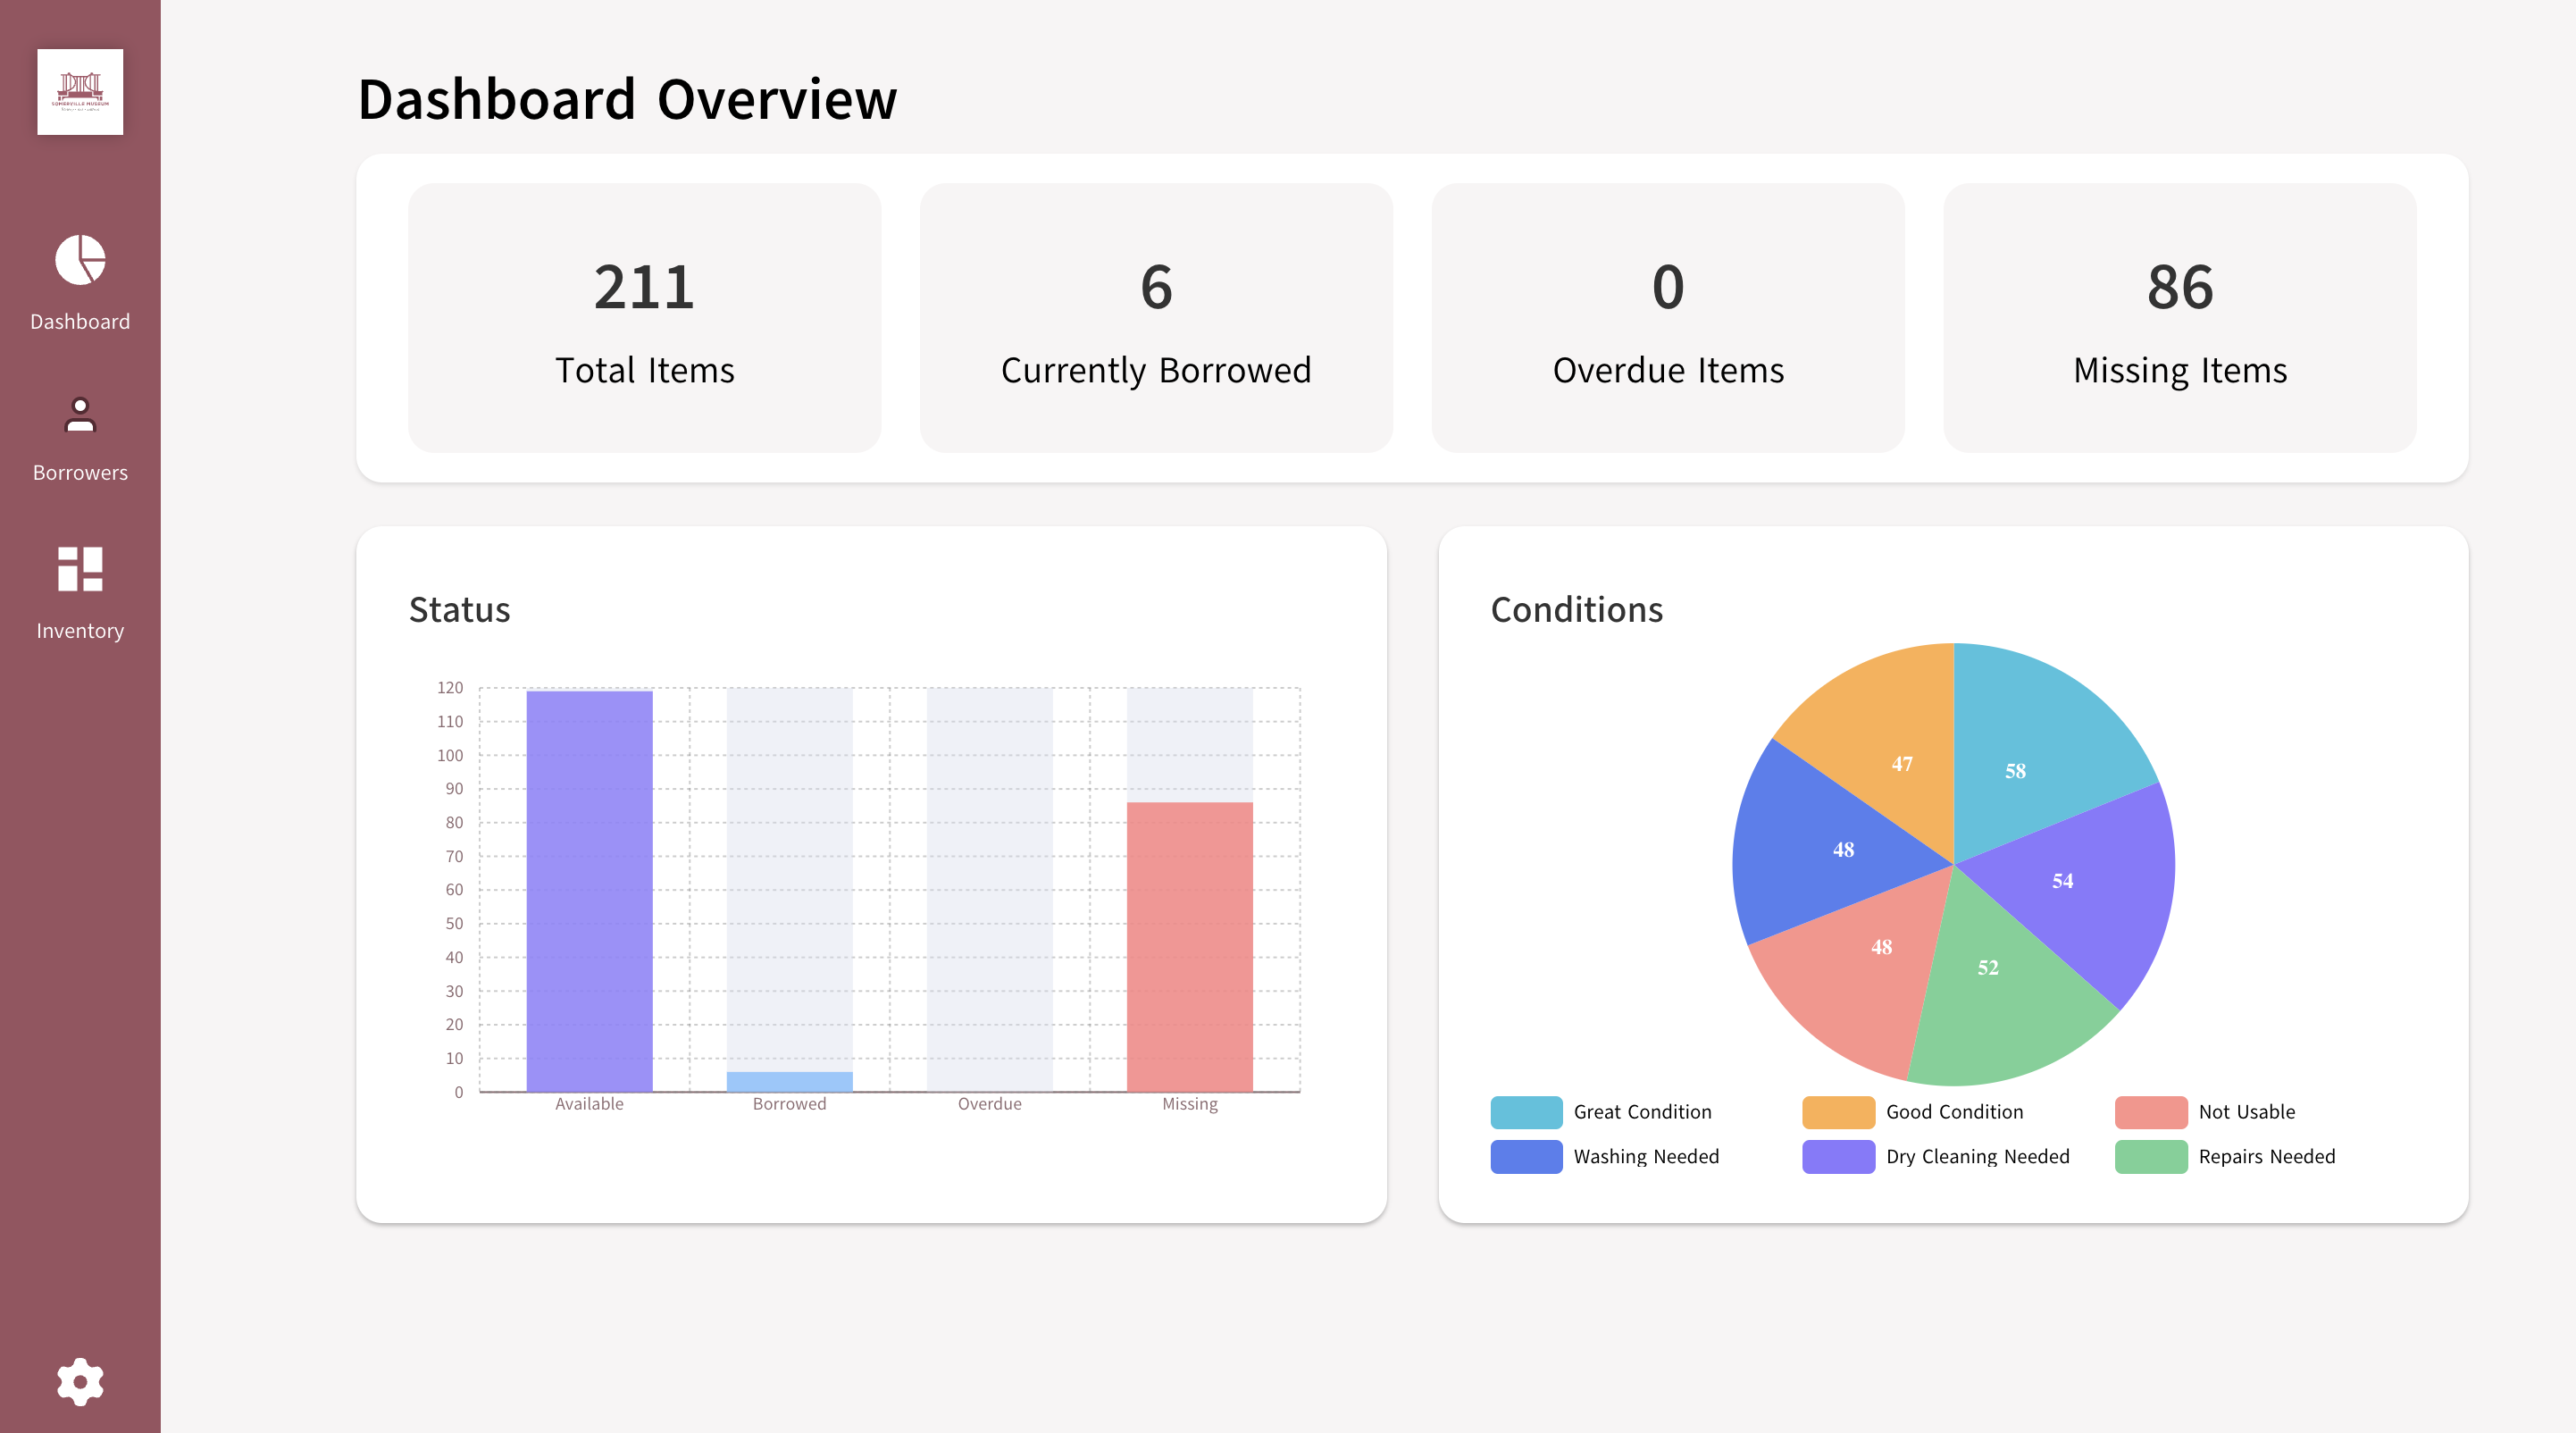 SOMERVILLE MUSEUM
Dashboard
Borrowers
Inventory
Dashboard Overview
211
Total Items
6
Currently Borrowed
0
Overdue Items
86
Missing Items
Status
120
110
100
90
80
70
60
50
40
30
20
10
0
Available
Borrowed
Overdue
Missing
Conditions
47
58
48
54
48
52
Great Condition
Good Condition
Not Usable
Washing Needed
Dry Cleaning Needed
Repairs Needed